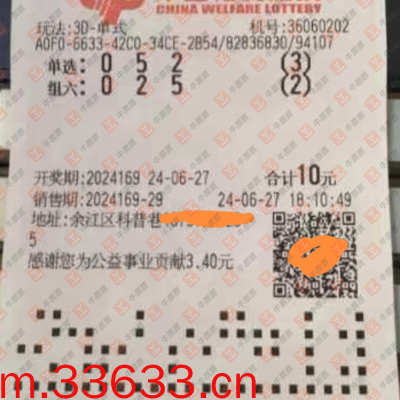 CHINA WELFARE LOTTERY
玩法:3D-单式 机号:36060202
A0F0-6633-42C0-34CE-2B54/82836830/94107
单选: 0 5 2 (3)
组六: 0 2 5 (2)
开奖期:2024169 24-06-27 合计10元
销售期:2024169-29 24-06-27 18:10:49
地址:余江区科普巷
5
感谢您为公益事业贡献3.40元
m.33633.cn